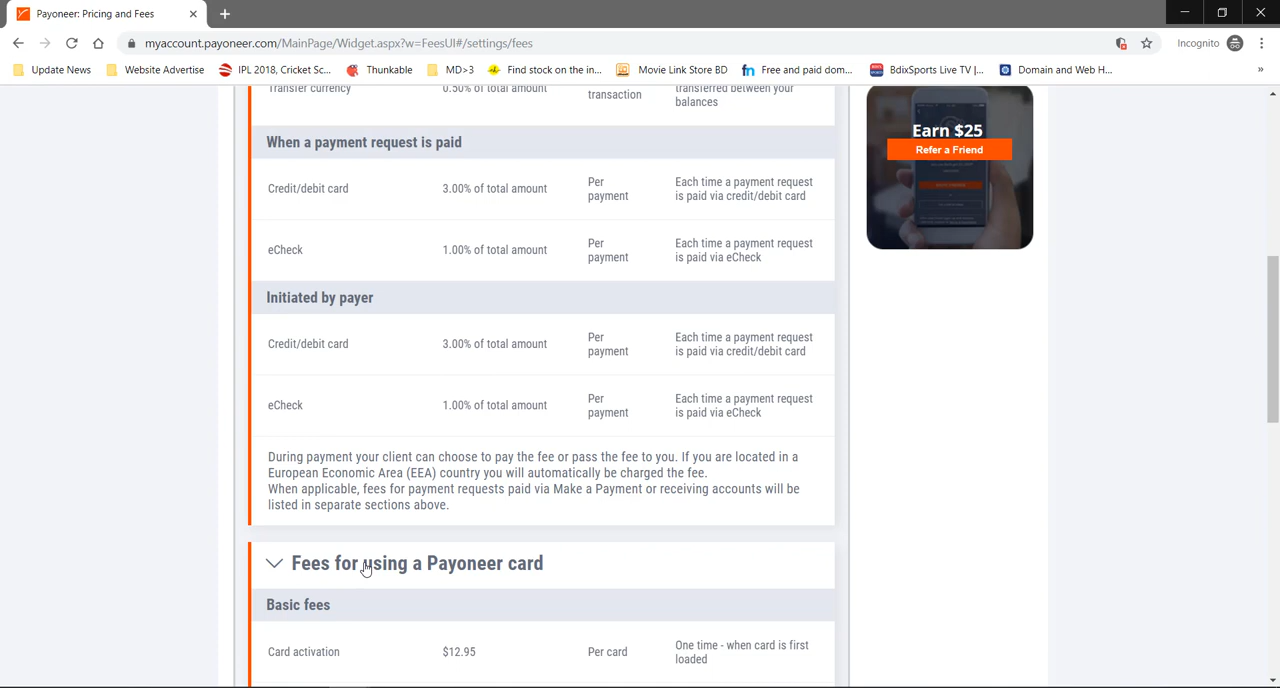 Payoneer: Pricing and Fees
myaccount.payoneer.com/MainPage/Widget.aspx?w=FeesUI#/settings/fees
Incognito
Update News
Website Advertise
IPL 2018, Cricket Sc...
Thunkable
MD>3
Find stock on the in...
Movie Link Store BD
Free and paid dom...
BdixSports Live TV |...
Domain and Web H...
»
Transfer currency
0.50% of total amount
transaction
transferred between your
balances
When a payment request is paid
Credit/debit card
3.00% of total amount
Per
payment
Each time a payment request
is paid via credit/debit card
eCheck
1.00% of total amount
Per
payment
Each time a payment request
is paid via eCheck
Initiated by payer
Credit/debit card
3.00% of total amount
Per
payment
Each time a payment request
is paid via credit/debit card
eCheck
1.00% of total amount
Per
payment
Each time a payment request
is paid via eCheck
During payment your client can choose to pay the fee or pass the fee to you. If you are located in a
European Economic Area (EEA) country you will automatically be charged the fee.
When applicable, fees for payment requests paid via Make a Payment or receiving accounts will be
listed in separate sections above.
Fees for using a Payoneer card
Basic fees
Card activation
$12.95
Per card
One time - when card is first
loaded
Earn $25
Refer a Friend